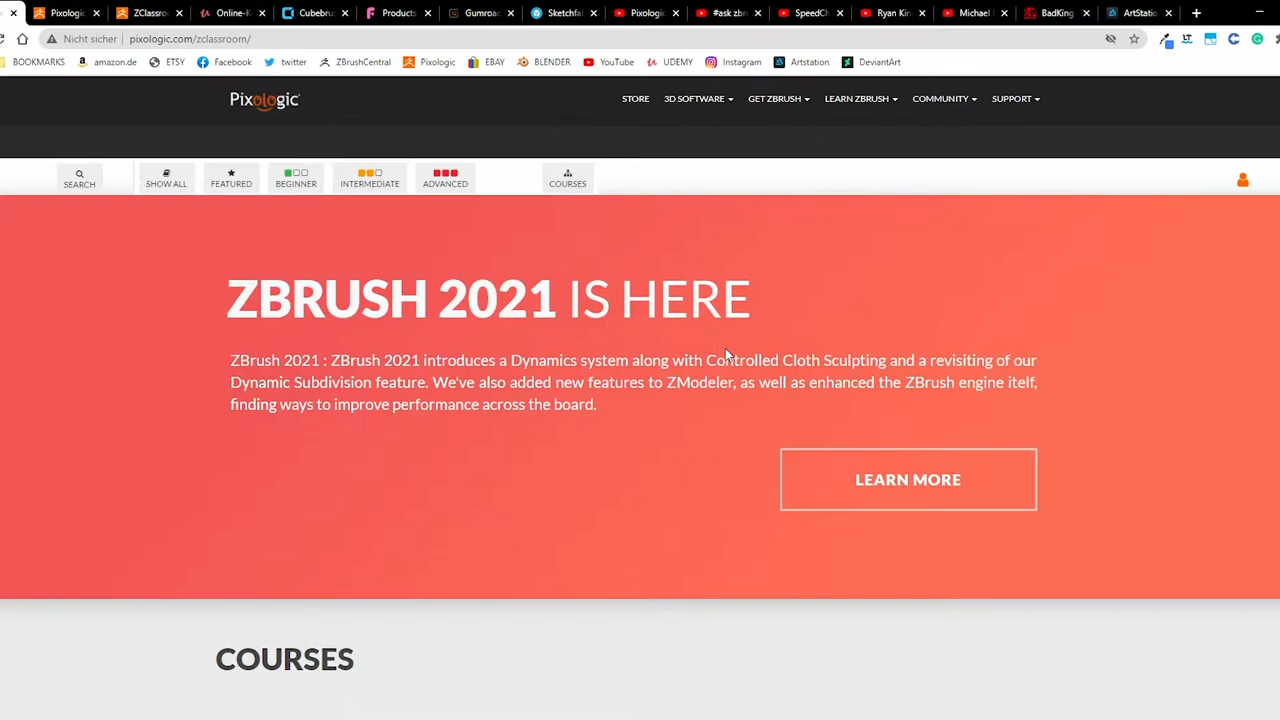 Pixologic
ZClassro
Online-K
Cubebru
Products
Gumroad
Sketchfa
Pixologic
#ask zbr
SpeedCh
Ryan Kin
Michael
BadKing
ArtStatio
Nicht sicher | pixologic.com/zclassroom/
BOOKMARKS
amazon.de
ETSY
Facebook
twitter
ZBrushCentral
Pixologic
EBAY
BLENDER
YouTube
UDEMY
Instagram
Artstation
DeviantArt
Pixologic
STORE
3D SOFTWARE
GET ZBRUSH
LEARN ZBRUSH
COMMUNITY
SUPPORT
SEARCH
SHOW ALL
FEATURED
BEGINNER
INTERMEDIATE
ADVANCED
COURSES
ZBRUSH 2021 IS HERE
ZBrush 2021 : ZBrush 2021 introduces a Dynamics system along with Controlled Cloth Sculpting and a revisiting of our
Dynamic Subdivision feature. We've also added new features to ZModeler, as well as enhanced the ZBrush engine itelf,
finding ways to improve performance across the board.
LEARN MORE
COURSES